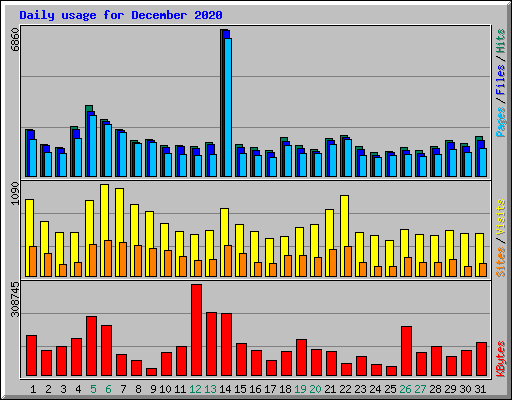 Daily usage for December 2020
6860
Pages / Files / Hits
1090
Sites / Visits
308745
KBytes
1 2 3 4 5 6 7 8 9 10 11 12 13 14 15 16 17 18 19 20 21 22 23 24 25 26 27 28 29 30 31